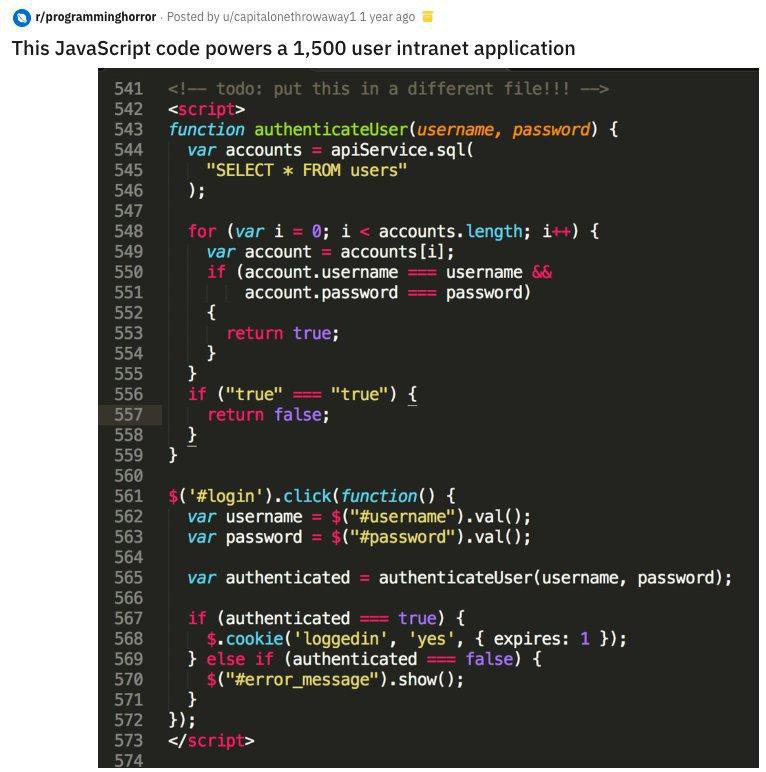 r/programminghorror · Posted by u/capitalonethrowaway1 1 year ago
This JavaScript code powers a 1,500 user intranet application
541 <!-- todo: put this in a different file!!! -->
542 <script>
543 function authenticateUser(username, password) {
544   var accounts = apiService.sql(
545     "SELECT * FROM users"
546   );
547
548   for (var i = 0; i < accounts.length; i++) {
549     var account = accounts[i];
550     if (account.username === username &&
551         account.password === password)
552     {
553       return true;
554     }
555   }
556   if ("true" === "true") {
557     return false;
558   }
559 }
560
561 $('#login').click(function() {
562   var username = $("#username").val();
563   var password = $("#password").val();
564
565   var authenticated = authenticateUser(username, password);
566
567   if (authenticated === true) {
568     $.cookie('loggedin', 'yes', { expires: 1 });
569   } else if (authenticated === false) {
570     $("#error_message").show();
571   }
572 });
573 </script>
574